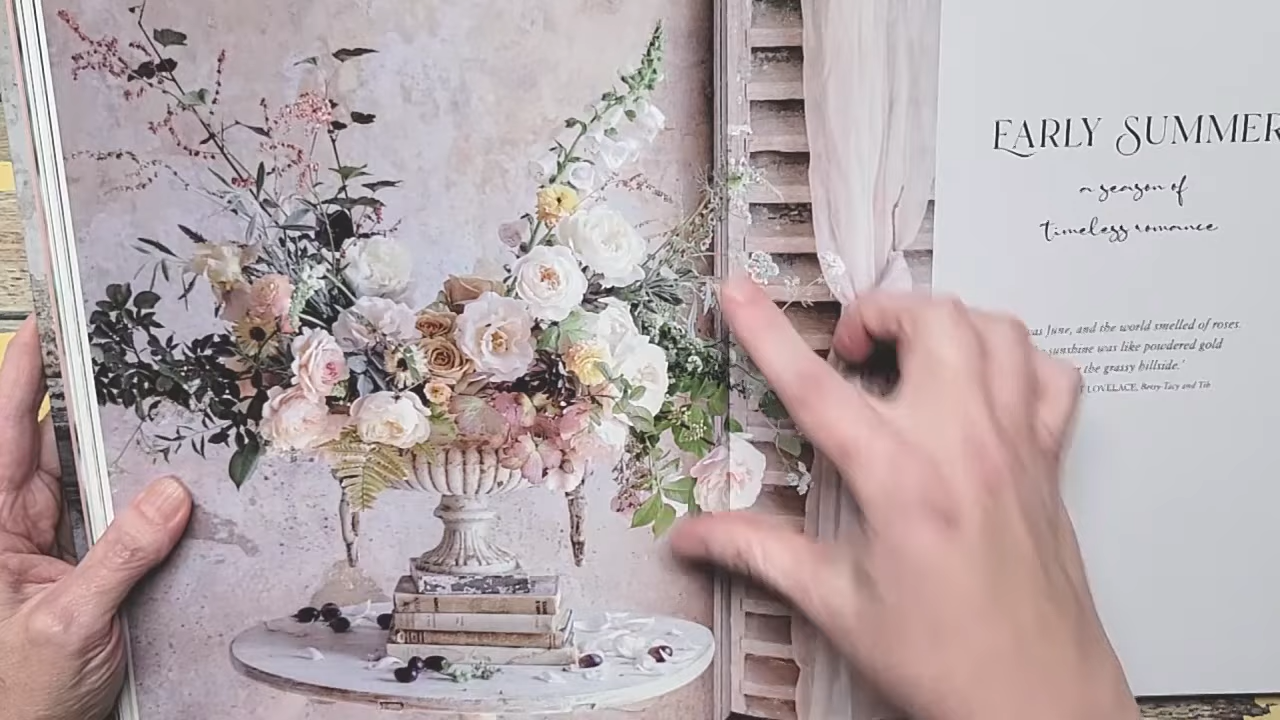 EARLY SUMMER
a season of
timeless romance
was June, and the world smelled of roses.
sunshine was like powdered gold
the grassy hillside.'
LOVELACE, Betsy-Tacy and Tib